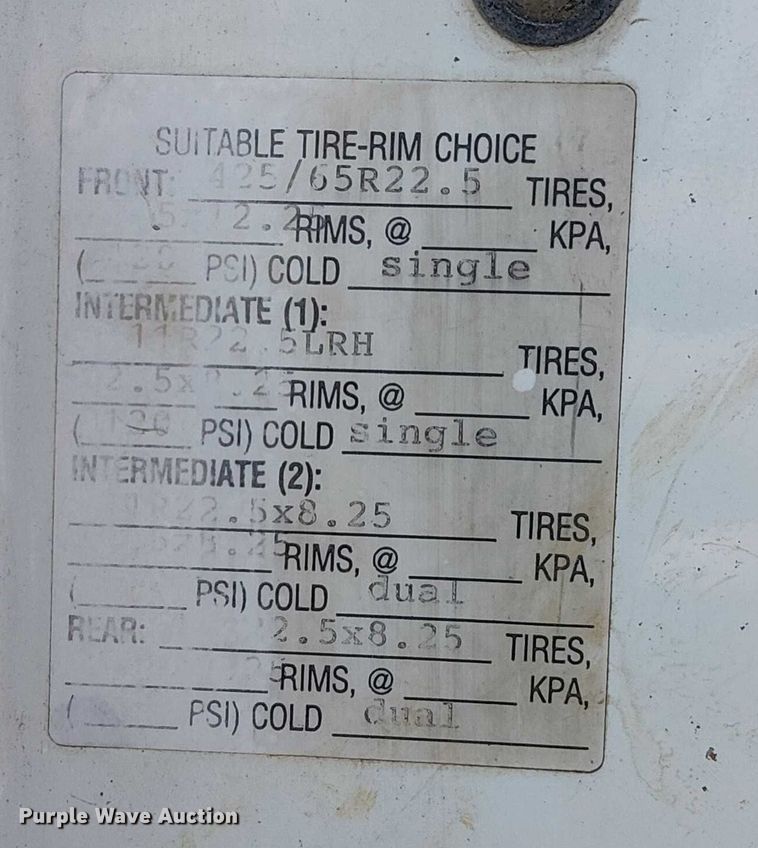 SUITABLE TIRE-RIM CHOICE
FRONT: 425/65R22.5 TIRES,
RIMS, @ KPA,
( PSI) COLD single
INTERMEDIATE (1):
11R22.5LRH TIRES,
RIMS, @ KPA,
( PSI) COLD single
INTERMEDIATE (2):
TIRES,
RIMS, @ KPA,
( PSI) COLD dual
REAR: 2.5x8.25 TIRES,
RIMS, @ KPA,
( PSI) COLD dual
Purple Wave Auction